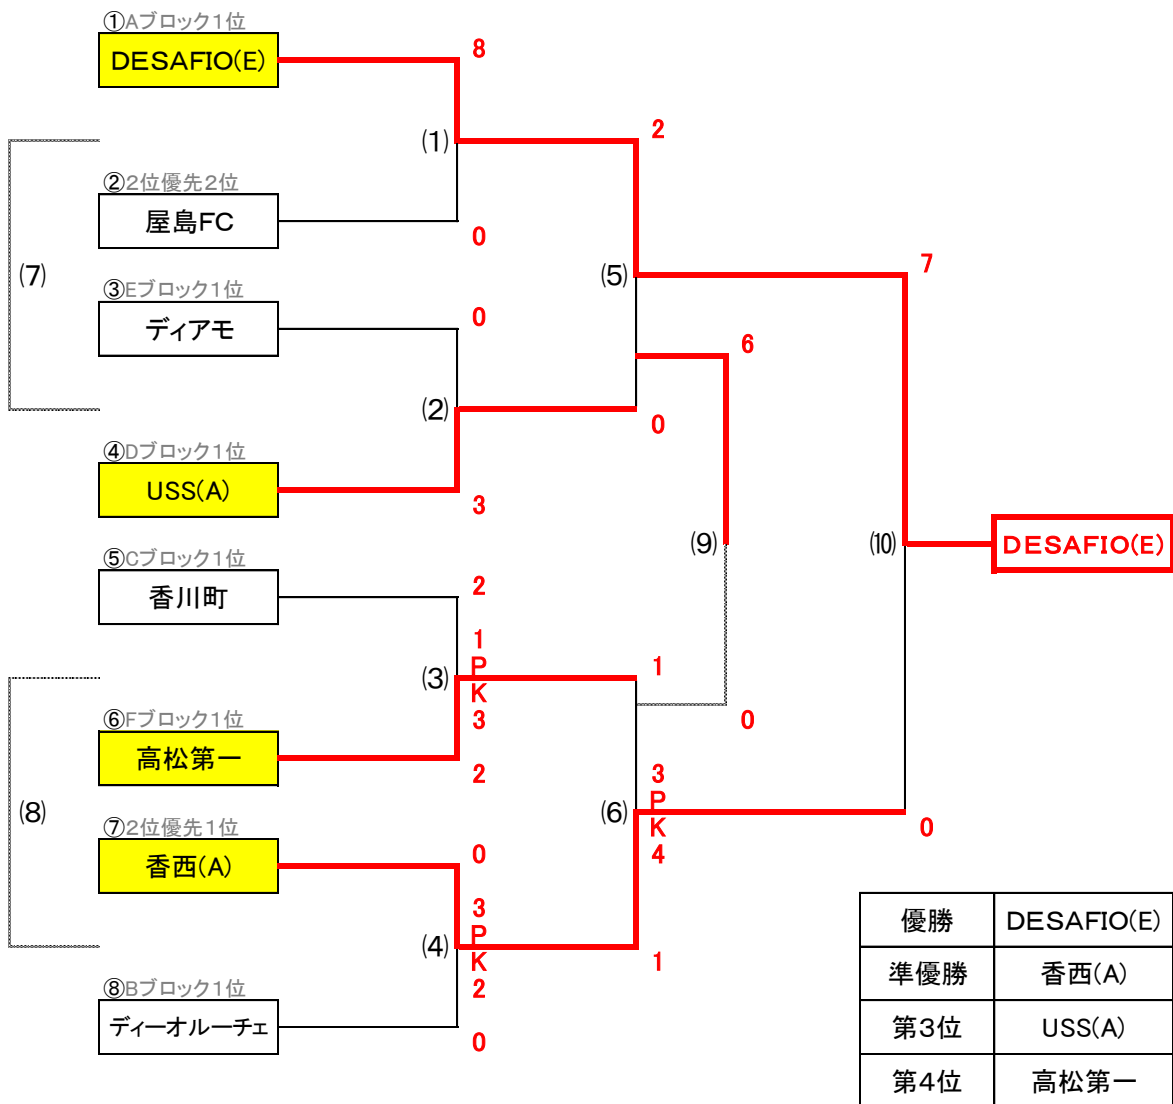 ①Aブロック1位
DESAFIO(E)
8
(1)
2
②2位優先2位
屋島FC
0
(7)
(5)
7
③Eブロック1位
ディアモ
0
6
(2)
0
④Dブロック1位
USS(A)
3
(9)
(10)
DESAFIO(E)
⑤Cブロック1位
香川町
2
1
P
K
3
(3)
1
⑥Fブロック1位
高松第一
2
0
(8)
3
P
K
4
(6)
0
⑦2位優先1位
香西(A)
0
3
P
K
2
(4)
1
⑧Bブロック1位
ディーオルーチェ
0
優勝 DESAFIO(E)
準優勝 香西(A)
第3位 USS(A)
第4位 高松第一